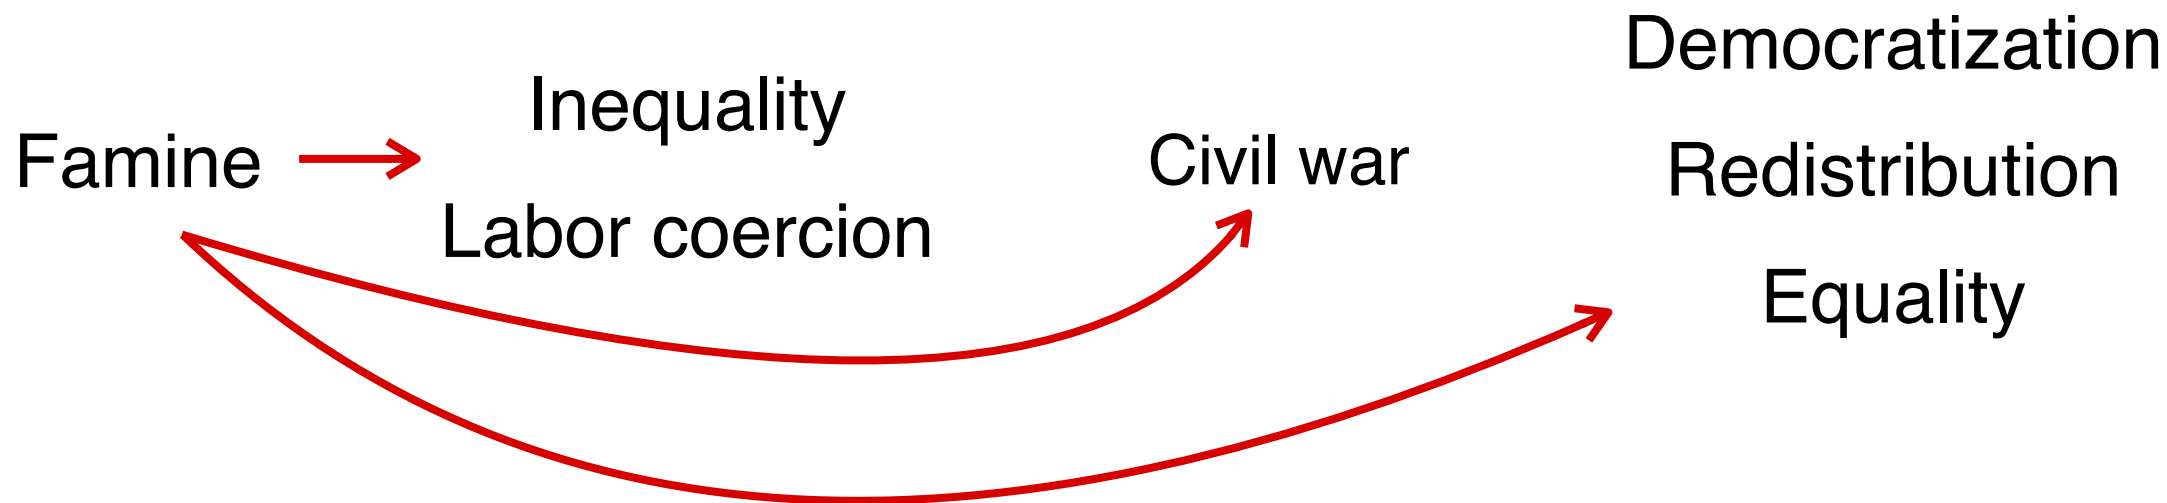 Famine
Inequality
Labor coercion
Civil war
Democratization
Redistribution
Equality